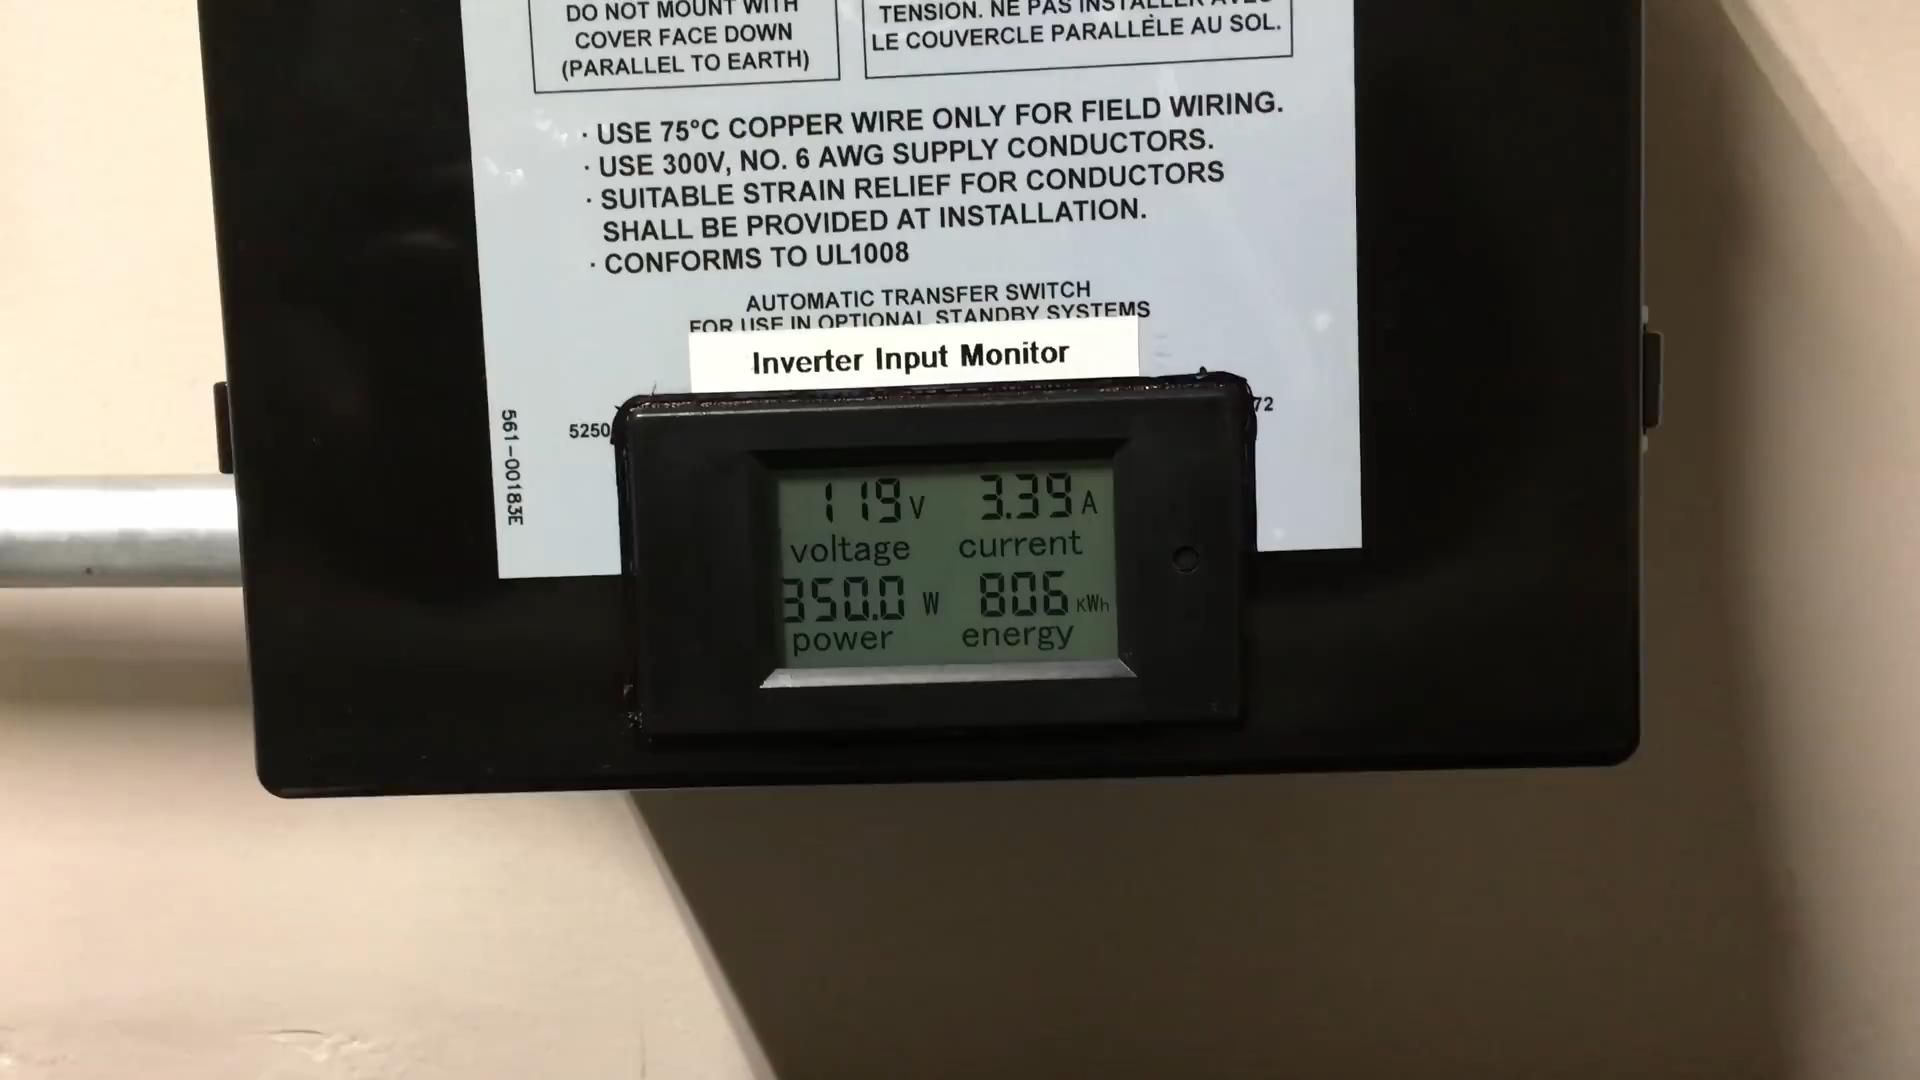 DO NOT MOUNT WITH
COVER FACE DOWN
(PARALLEL TO EARTH)
TENSION. NE PAS INSTALLER AVEC
LE COUVERCLE PARALLÈLE AU SOL.
· USE 75°C COPPER WIRE ONLY FOR FIELD WIRING.
· USE 300V, NO. 6 AWG SUPPLY CONDUCTORS.
· SUITABLE STRAIN RELIEF FOR CONDUCTORS
SHALL BE PROVIDED AT INSTALLATION.
· CONFORMS TO UL1008
AUTOMATIC TRANSFER SWITCH
FOR USE IN OPTIONAL STANDBY SYSTEMS
Inverter Input Monitor
561-00183E
5250
72
119 V 3.39 A
voltage current
350.0 W 806 KWh
power energy